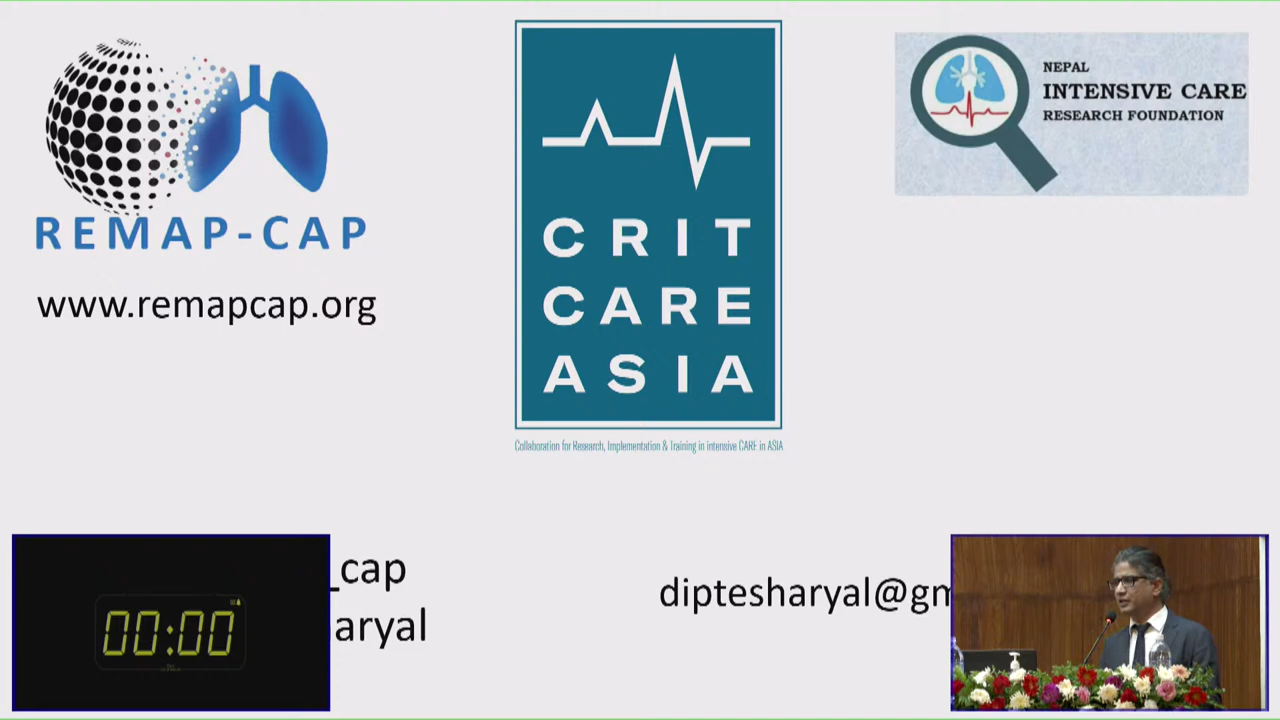 REMAP-CAP
www.remapcap.org
CRIT
CARE
ASIA
Collaboration for Research, Implementation & Training in intensive CARE in ASIA
NEPAL
INTENSIVE CARE
RESEARCH FOUNDATION
_cap
aryal
diptesharyal@gm
00:00